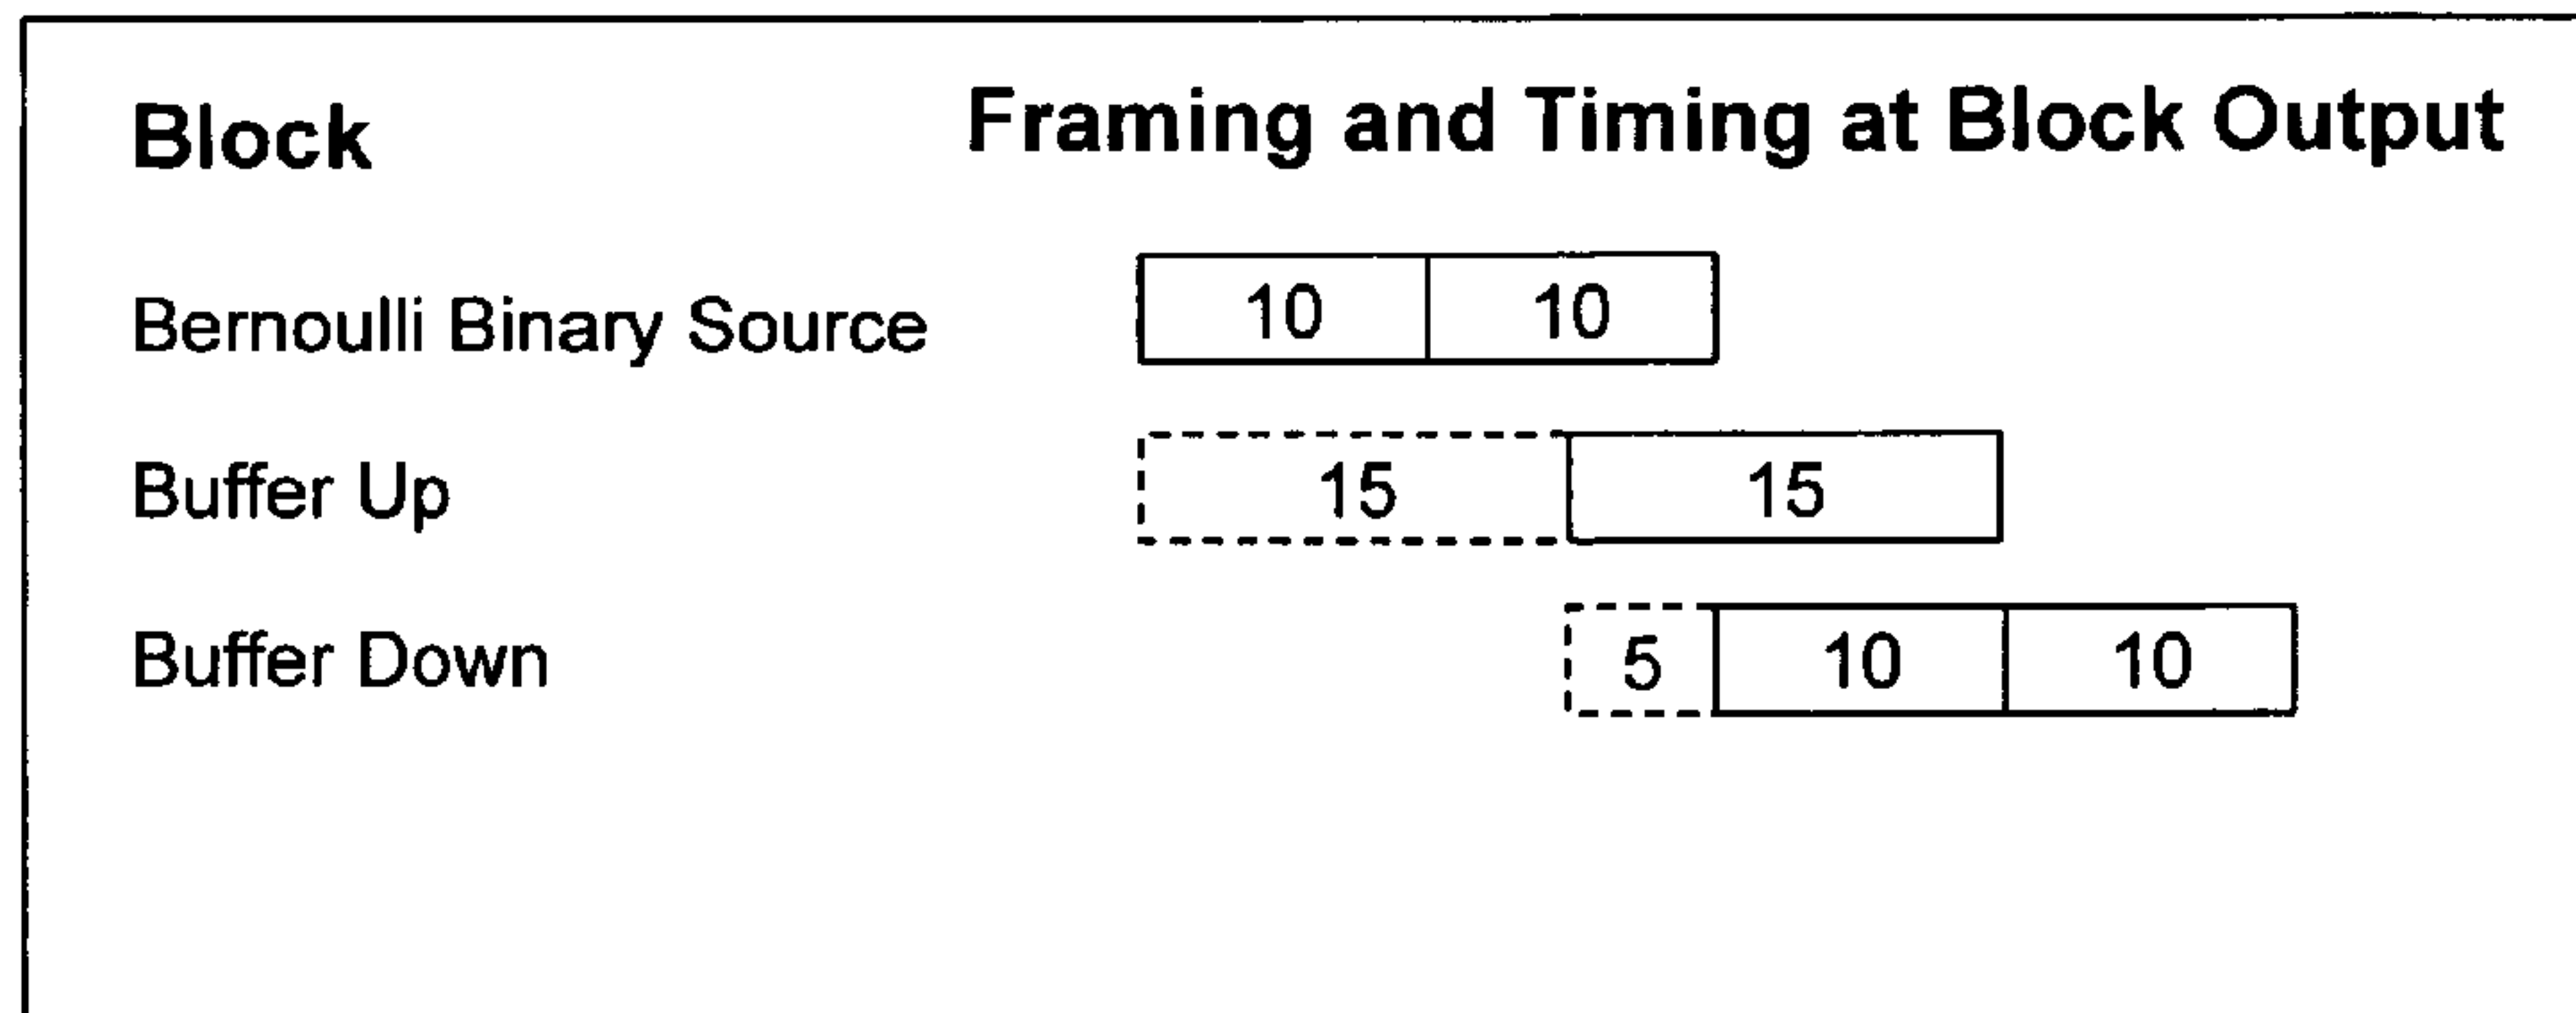 Block Framing and Timing at Block Output
Bernoulli Binary Source 10 10
Buffer Up 15 15
Buffer Down 5 10 10